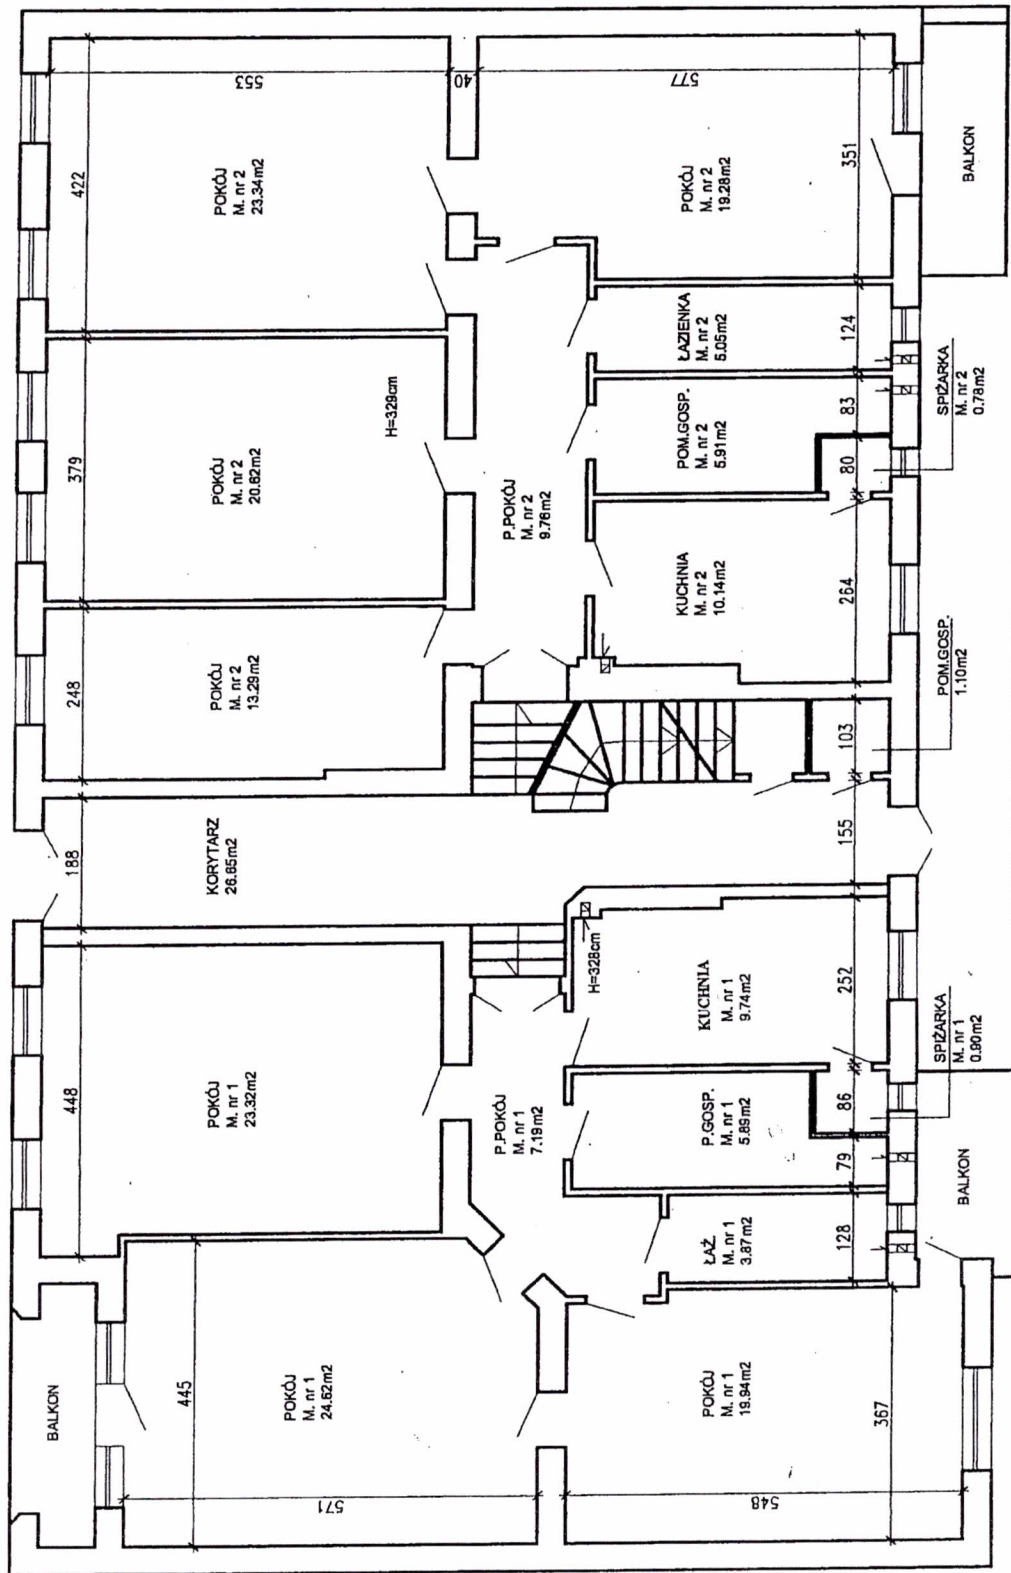 BALKON
445
POKÓJ
M. nr 1
24.62m2
571
448
POKÓJ
M. nr 1
23.32m2
188
KORYTARZ
26.65m2
248
POKÓJ
M. nr 2
13.29m2
379
POKÓJ
M. nr 2
20.62m2
H=329cm
422
POKÓJ
M. nr 2
23.34m2
553
40
577
P.POKÓJ
M. nr 1
7.19m2
H=328cm
P.POKÓJ
M. nr 2
9.76m2
POKÓJ
M. nr 1
19.94m2
548
367
ŁAŹ.
M. nr 1
3.87m2
128
P.GOSP.
M. nr 1
5.89m2
79
86
KUCHNIA
M. nr 1
9.74m2
252
155
103
KUCHNIA
M. nr 2
10.14m2
264
POM.GOSP.
M. nr 2
5.91m2
80
83
ŁAZIENKA
M. nr 2
5.05m2
124
POKÓJ
M. nr 2
19.28m2
351
BALKON
SPIŻARKA
M. nr 1
0.90m2
POM.GOSP.
1.10m2
SPIŻARKA
M. nr 2
0.78m2
BALKON